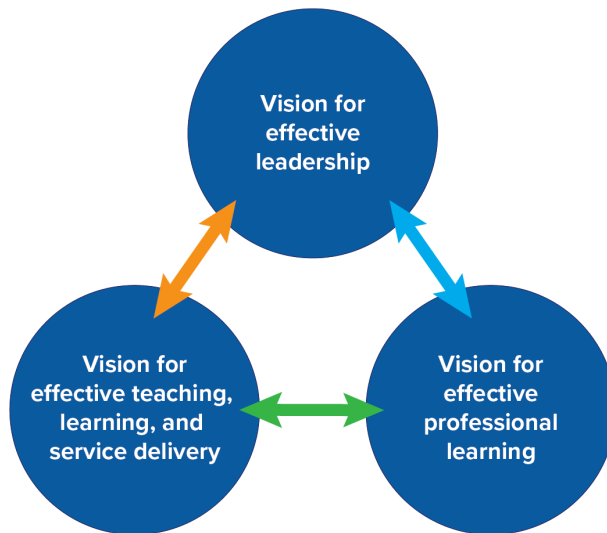 Vision for
effective
leadership
Vision for
effective teaching,
learning, and
service delivery
Vision for
effective
professional
learning